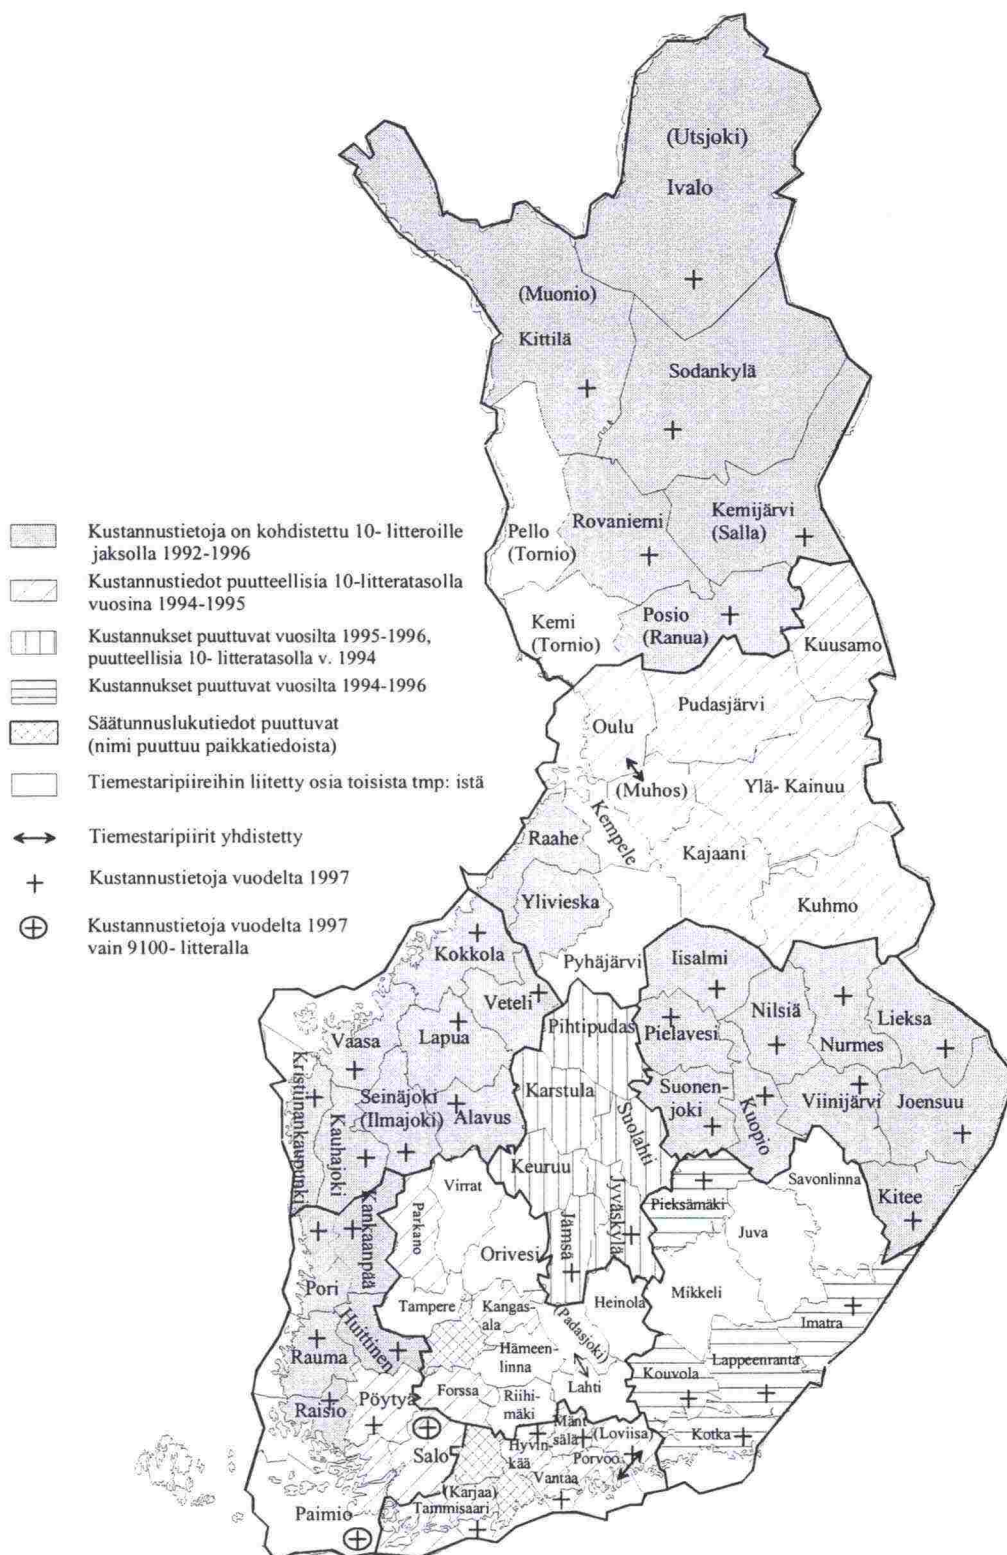 (Utsjoki)
Ivalo
(Muonio)
Kittilä
Sodankylä
Kustannustietoja on kohdistettu 10- litteroille
jaksolla 1992-1996
Kustannustiedot puutteellisia 10-litteratasolla
vuosina 1994-1995
Kustannukset puuttuvat vuosilta 1995-1996,
puutteellisia 10- litteratasolla v. 1994
Kustannukset puuttuvat vuosilta 1994-1996
Säätunnuslukutiedot puuttuvat
(nimi puuttuu paikkatiedoista)
Tiemestaripiireihin liitetty osia toisista tmp: istä
Tiemestaripiirit yhdistetty
Kustannustietoja vuodelta 1997
Kustannustietoja vuodelta 1997
vain 9100- litteralla
Pello
(Tornio)
Rovaniemi
Kemijärvi
(Salla)
Kemi
(Tornio)
Posio
(Ranua)
Kuusamo
Pudasjärvi
Oulu
(Muhos)
Ylä- Kainuu
Kempele
Raahe
Kajaani
Ylivieska
Kuhmo
Kokkola
Pyhäjärvi
Iisalmi
Veteli
Pihtipudas
Pielavesi
Nilsiä
Lieksa
Vaasa
Lapua
Nurmes
Kristiinankaupunki
Kauhajoki
Seinäjoki
(Ilmajoki)
Alavus
Karstula
Suolahti
Suonen-
joki
Kuopio
Viinijärvi
Joensuu
Keuruu
Jyväskylä
Jämsä
Virrat
Parkano
Kankaanpää
Pieksämäki
Savonlinna
Kitee
Juva
Orivesi
Pori
Mikkeli
Tampere
Kangas-
ala
(Padasjoki)
Heinola
Imatra
Huittinen
Rauma
Hämeen-
linna
Lappeenranta
Kouvola
Forssa
Riihi-
mäki
Lahti
Raisio
Pöytyä
Kotka
Salo
Hyvin-
kää
Mänt-
sälä
(Loviisa)
Porvoo
Vantaa
(Karjaa)
Tammisaari
Paimio